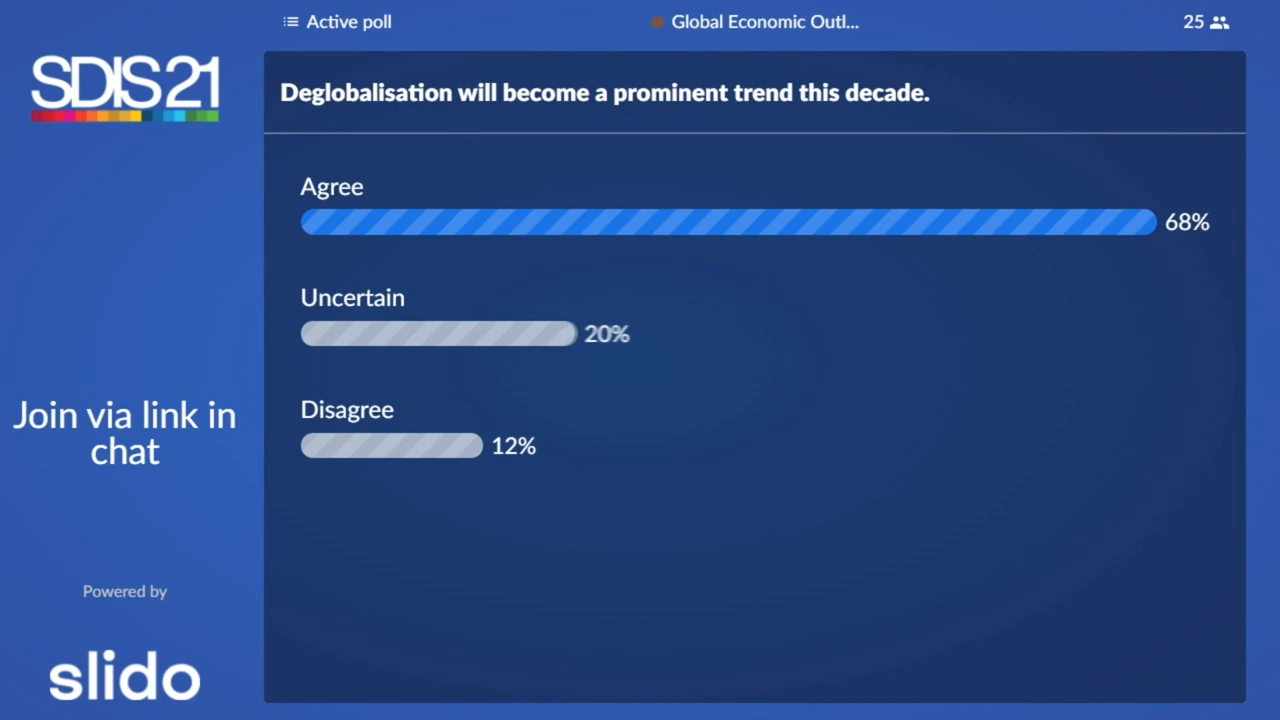 Active poll
Global Economic Outl...
25
SDIS21
Deglobalisation will become a prominent trend this decade.
Agree
68%
Uncertain
20%
Disagree
12%
Join via link in
chat
Powered by
slido